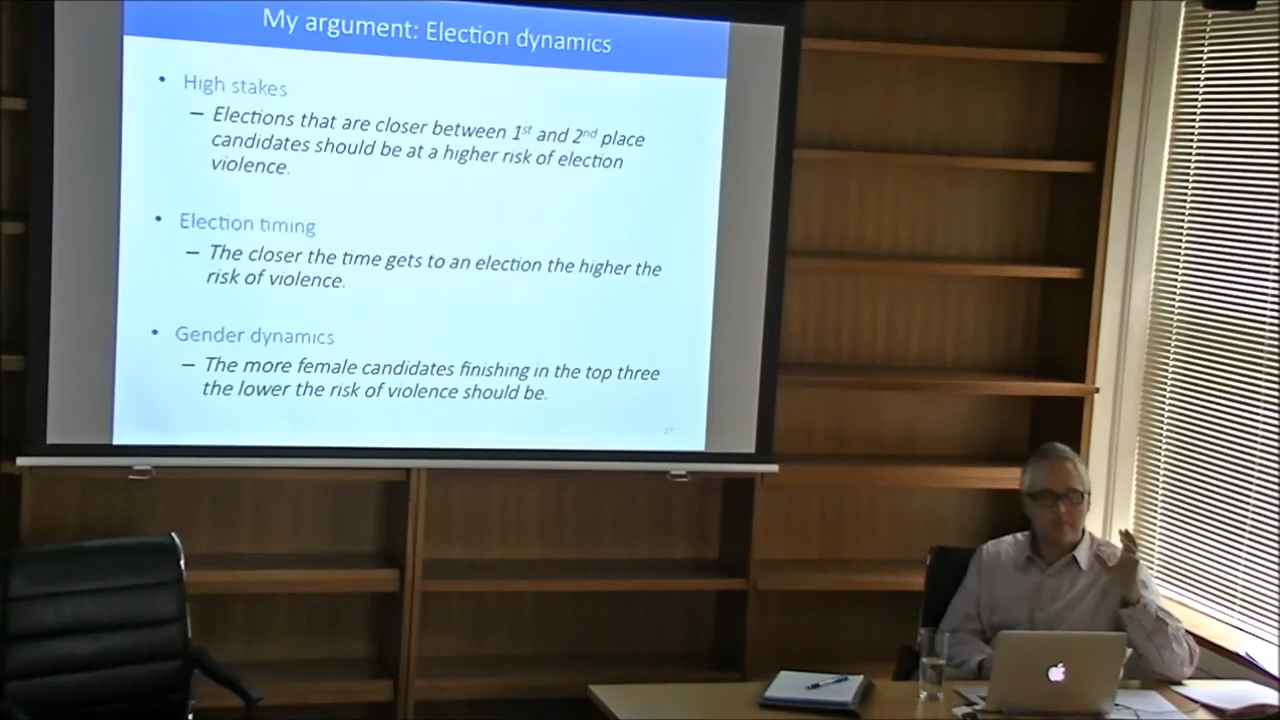 My argument: Election dynamics
• High stakes
– Elections that are closer between 1st and 2nd place
candidates should be at a higher risk of election
violence.
• Election timing
– The closer the time gets to an election the higher the
risk of violence.
• Gender dynamics
– The more female candidates finishing in the top three
the lower the risk of violence should be.